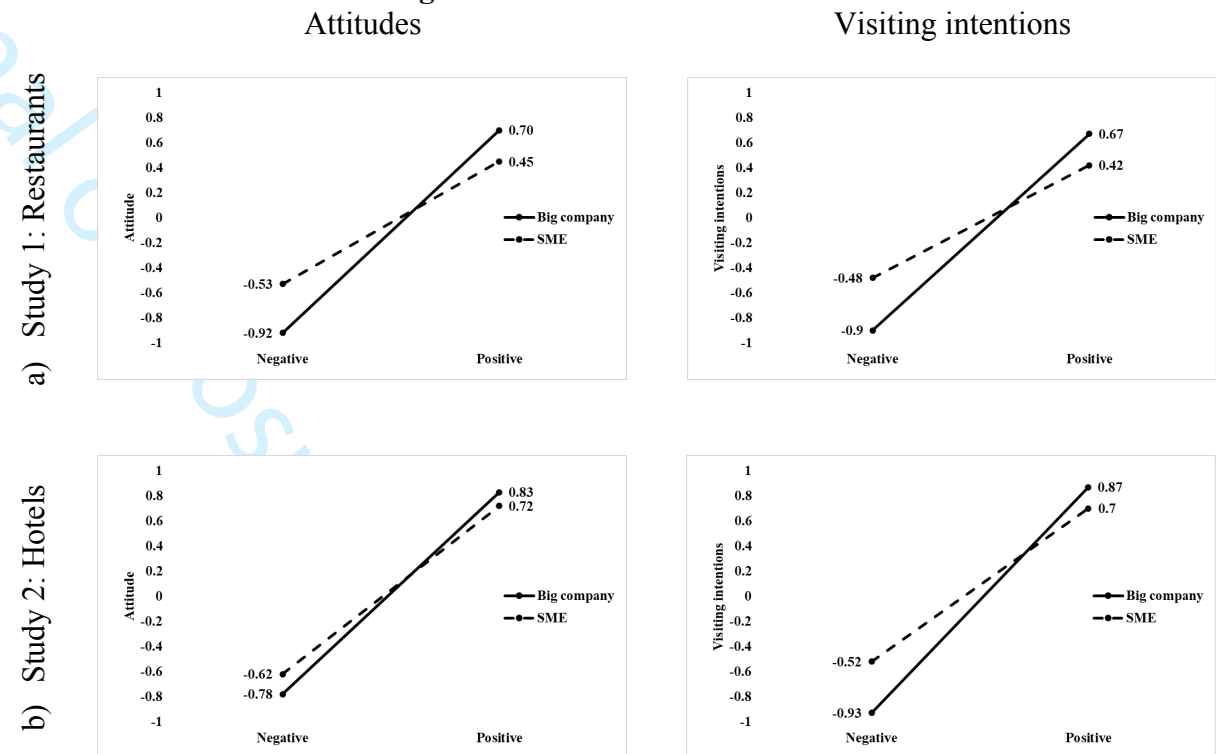 Attitudes
Visiting intentions
a) Study 1: Restaurants
1
0.8
0.6
0.4
0.2
0
-0.2
-0.4
-0.6
-0.8
-1
Attitude
0.70
0.45
-0.53
-0.92
Big company
SME
Negative
Positive
1
0.8
0.6
0.4
0.2
0
-0.2
-0.4
-0.6
-0.8
-1
Visiting intentions
0.67
0.42
-0.48
-0.9
Big company
SME
Negative
Positive
b) Study 2: Hotels
1
0.8
0.6
0.4
0.2
0
-0.2
-0.4
-0.6
-0.8
-1
Attitude
0.83
0.72
-0.62
-0.78
Big company
SME
Negative
Positive
1
0.8
0.6
0.4
0.2
0
-0.2
-0.4
-0.6
-0.8
-1
Visiting intentions
0.87
0.7
-0.52
-0.93
Big company
SME
Negative
Positive